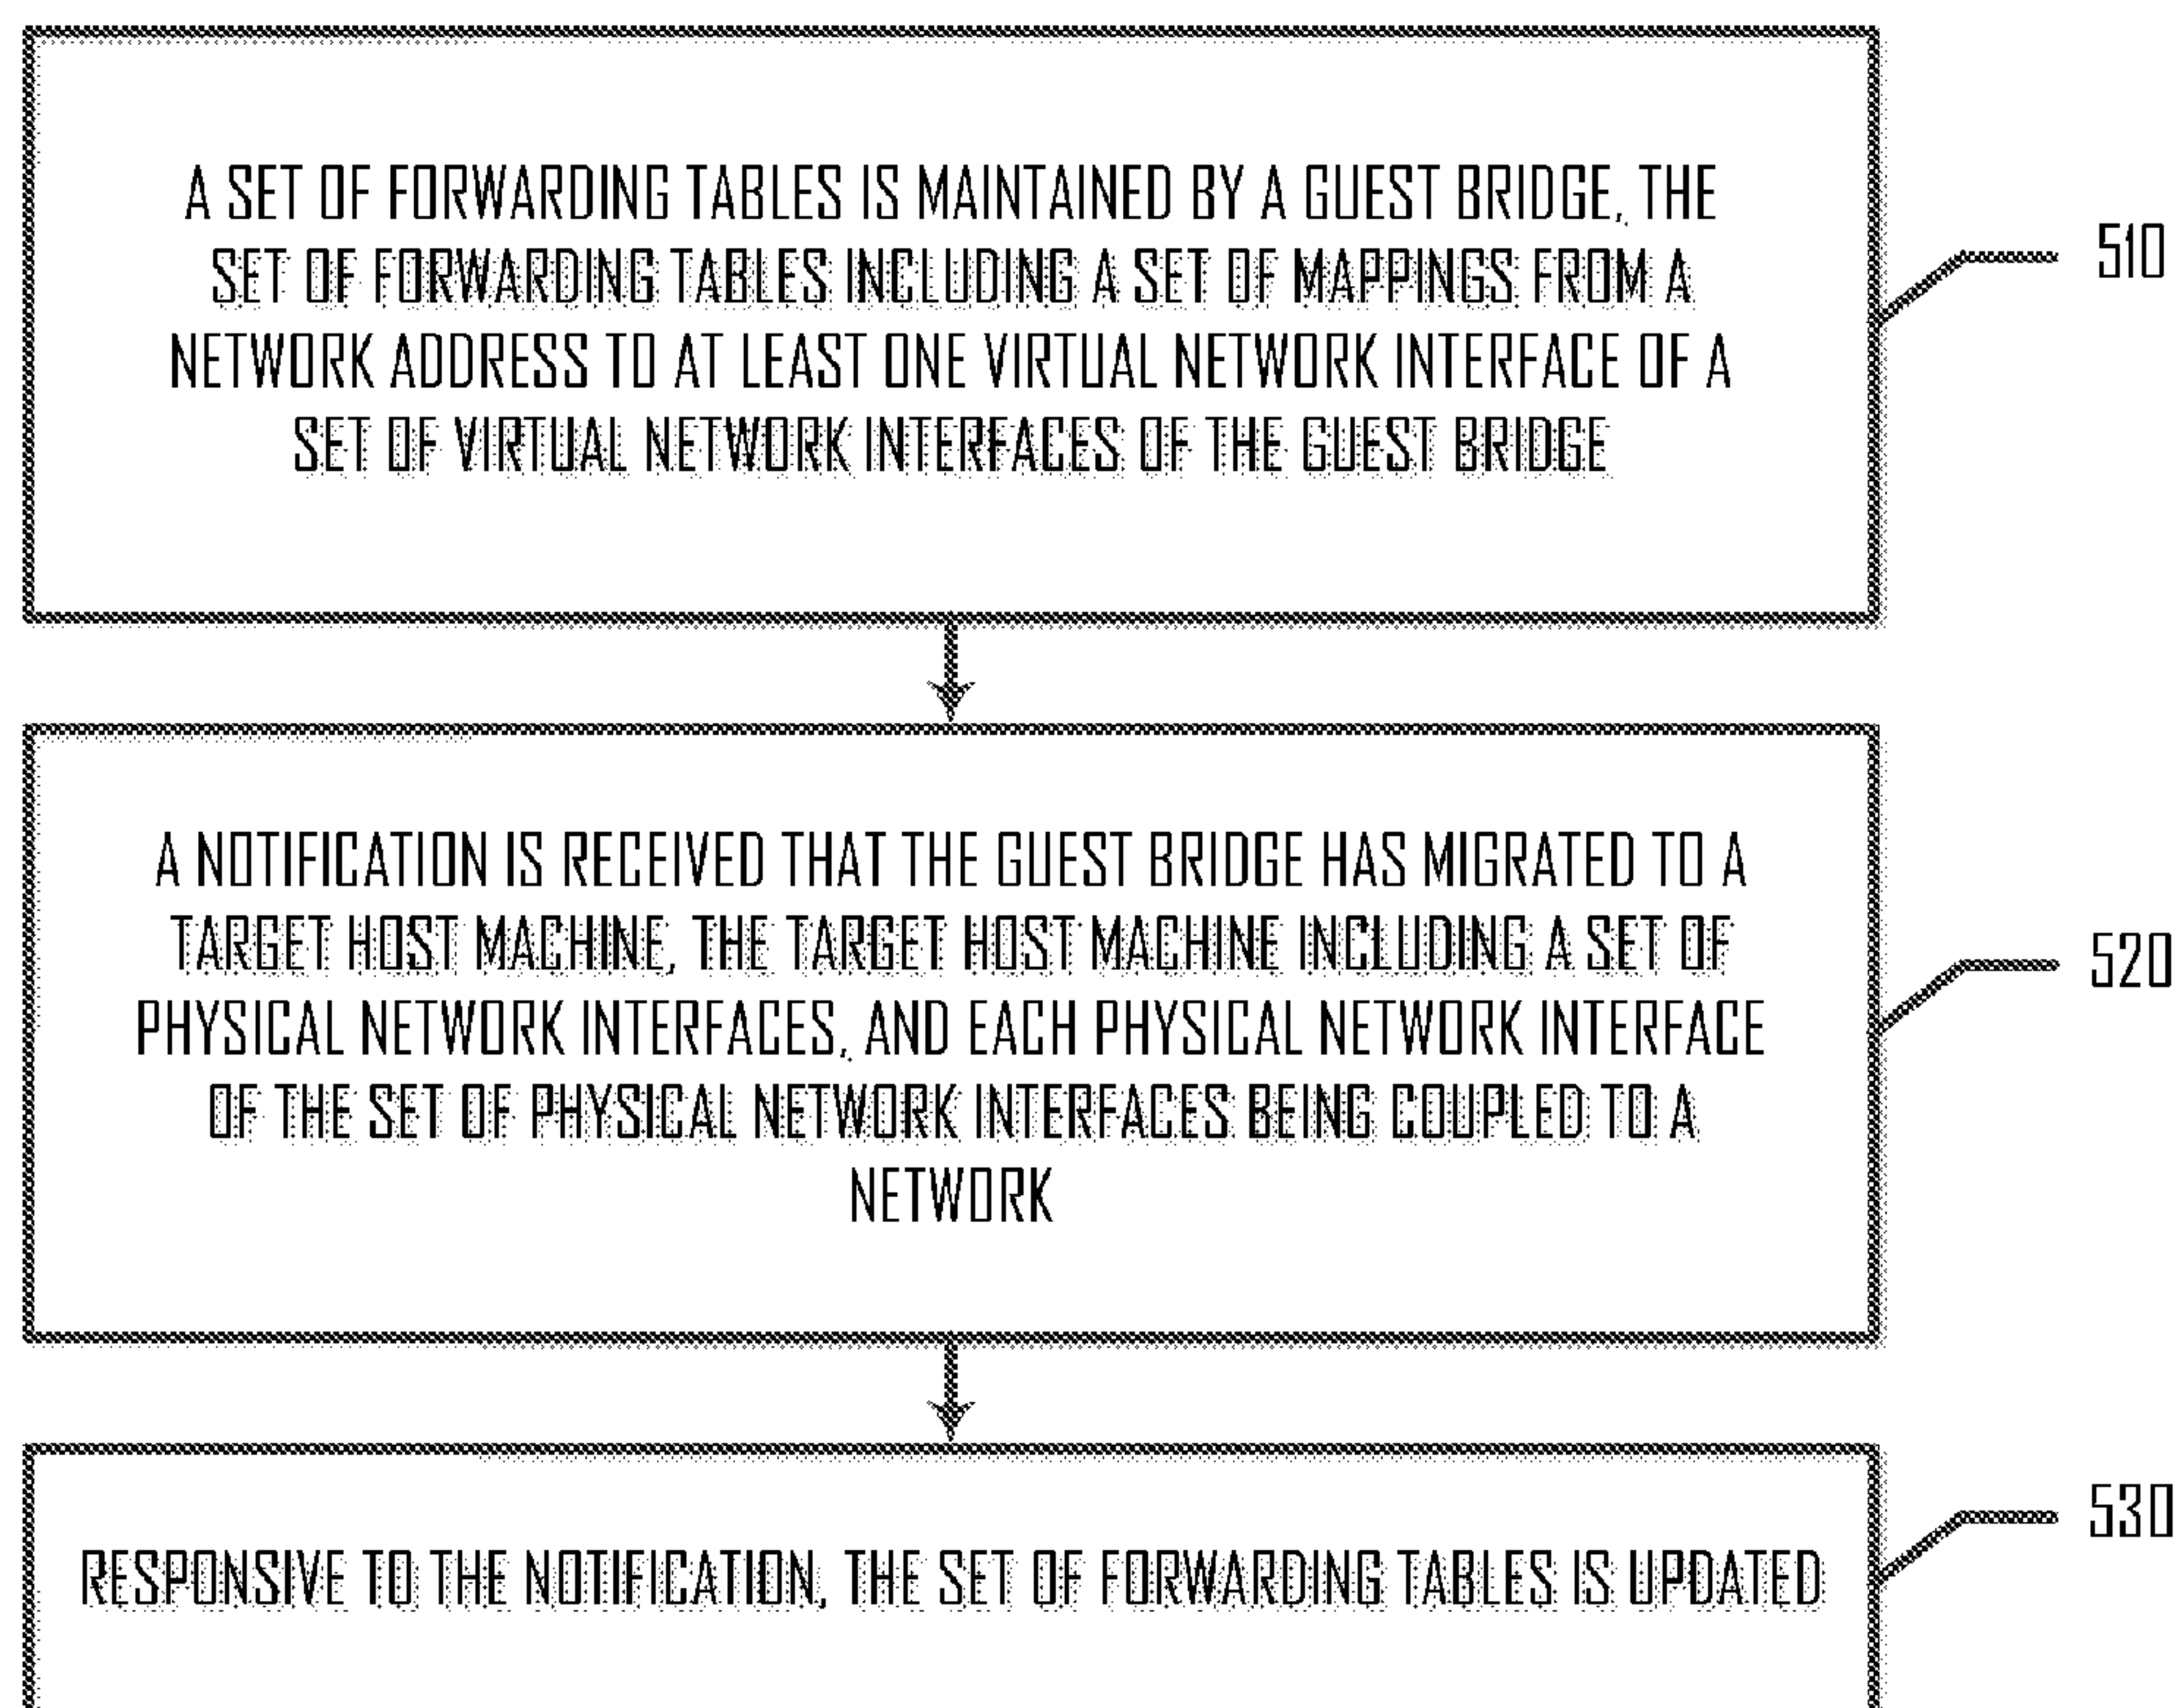 A SET OF FORWARDING TABLES IS MAINTAINED BY A GUEST BRIDGE, THE
SET OF FORWARDING TABLES INCLUDING A SET OF MAPPINGS FROM A
NETWORK ADDRESS TO AT LEAST ONE VIRTUAL NETWORK INTERFACE OF A
SET OF VIRTUAL NETWORK INTERFACES OF THE GUEST BRIDGE
510
A NOTIFICATION IS RECEIVED THAT THE GUEST BRIDGE HAS MIGRATED TO A
TARGET HOST MACHINE, THE TARGET HOST MACHINE INCLUDING A SET OF
PHYSICAL NETWORK INTERFACES, AND EACH PHYSICAL NETWORK INTERFACE
OF THE SET OF PHYSICAL NETWORK INTERFACES BEING COUPLED TO A
NETWORK
520
RESPONSIVE TO THE NOTIFICATION, THE SET OF FORWARDING TABLES IS UPDATED
530